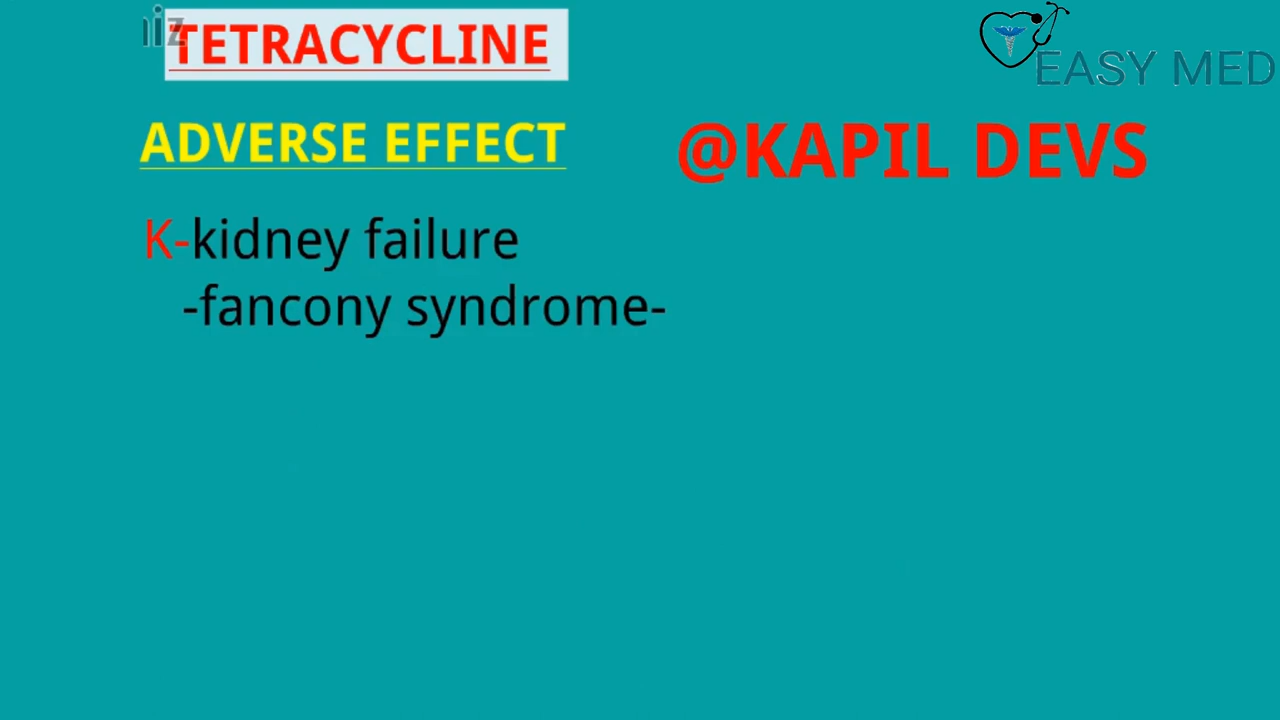 TETRACYCLINE
EASY MED
ADVERSE EFFECT
@KAPIL DEVS
K-kidney failure
-fancony syndrome-